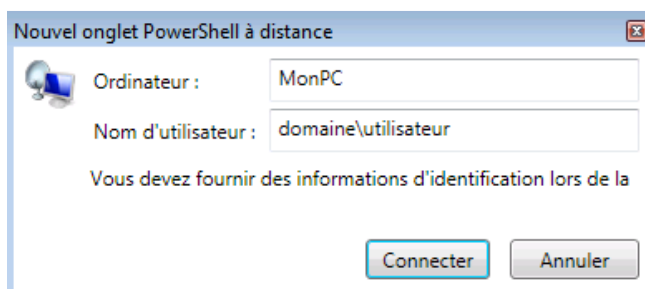 Nouvel onglet PowerShell à distance
Ordinateur : MonPC
Nom d'utilisateur : domaine\utilisateur
Vous devez fournir des informations d'identification lors de la
Connecter Annuler